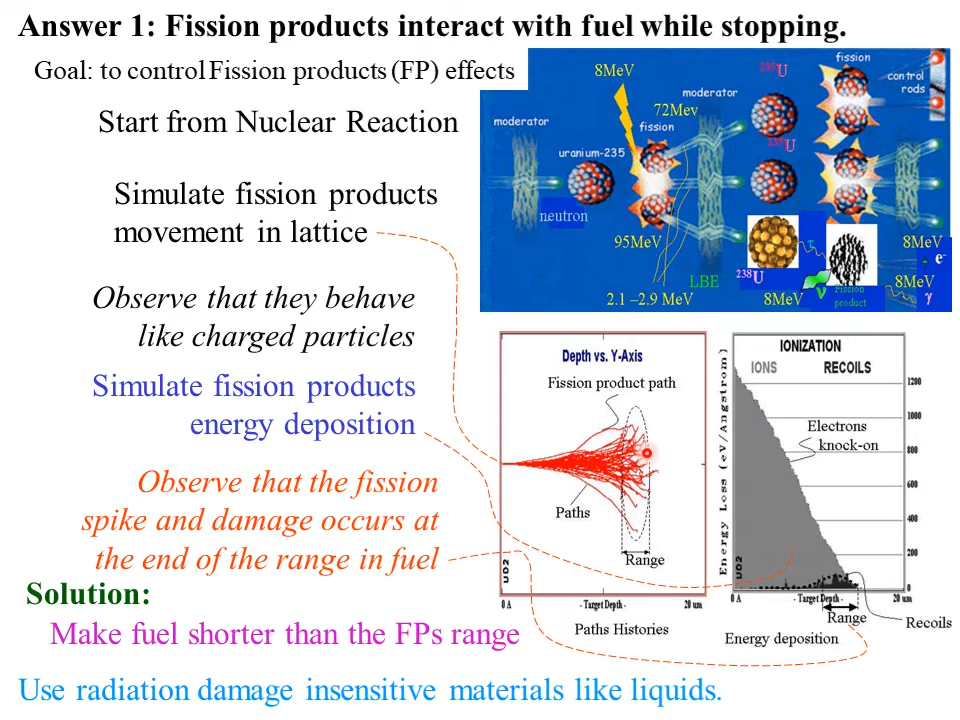 Answer 1: Fission products interact with fuel while stopping.
Goal: to control Fission products (FP) effects
Start from Nuclear Reaction
Simulate fission products
movement in lattice
Observe that they behave
like charged particles
Simulate fission products
energy deposition
Observe that the fission
spike and damage occurs at
the end of the range in fuel
Solution:
Make fuel shorter than the FPs range
Use radiation damage insensitive materials like liquids.
8MeV
235U
fission
control
rods
72Mev
moderator
moderator
fission
uranium-235
235U
neutron
95MeV
LBE
2.1 –2.9 MeV
238U
τ
8MeV
ν
Fission
product
8MeV
+ e-
8MeV
γ
Depth vs. Y-Axis
Fission product path
Paths
Range
UO2
0 A
- Target Depth -
20 um
Paths Histories
IONIZATION
IONS
RECOILS
Energy Loss (eV/Angstrom)
1200
1000
800
600
400
200
0
Electrons
knock-on
UO2
0 A
- Target Depth -
20 um
Range
Recoils
Energy deposition